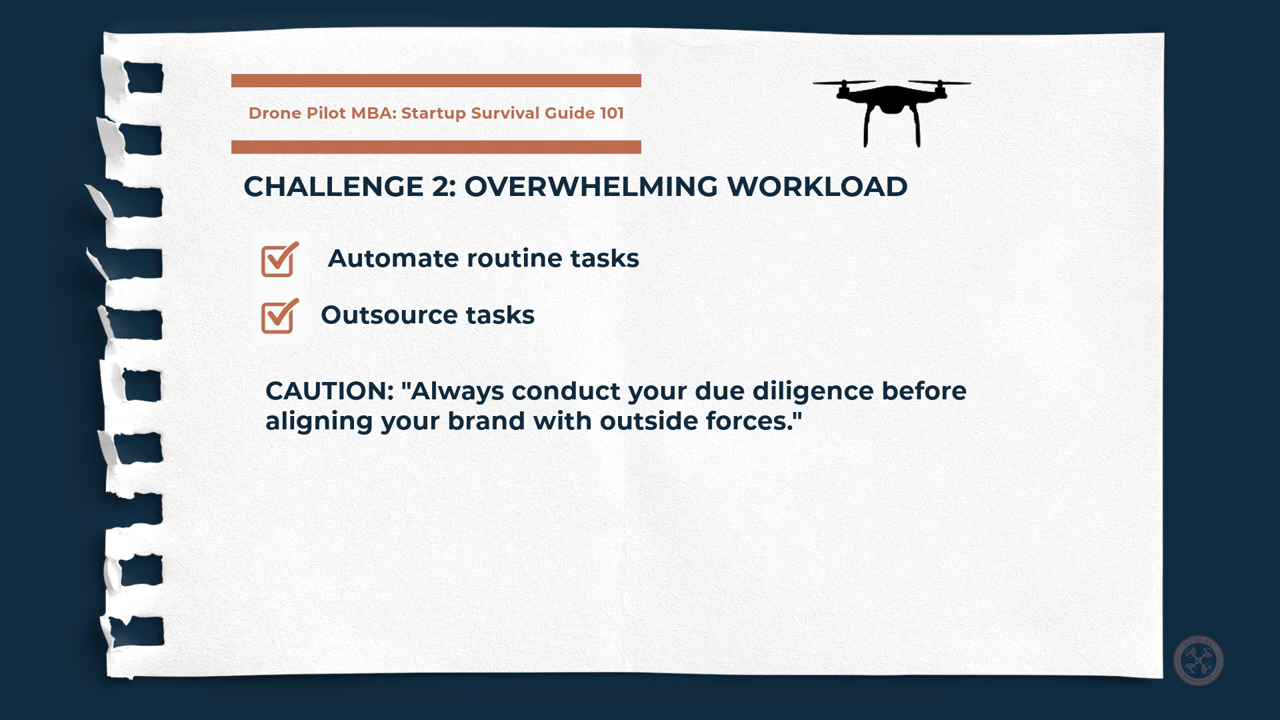 Drone Pilot MBA: Startup Survival Guide 101
CHALLENGE 2: OVERWHELMING WORKLOAD
Automate routine tasks
Outsource tasks
CAUTION: "Always conduct your due diligence before
aligning your brand with outside forces."